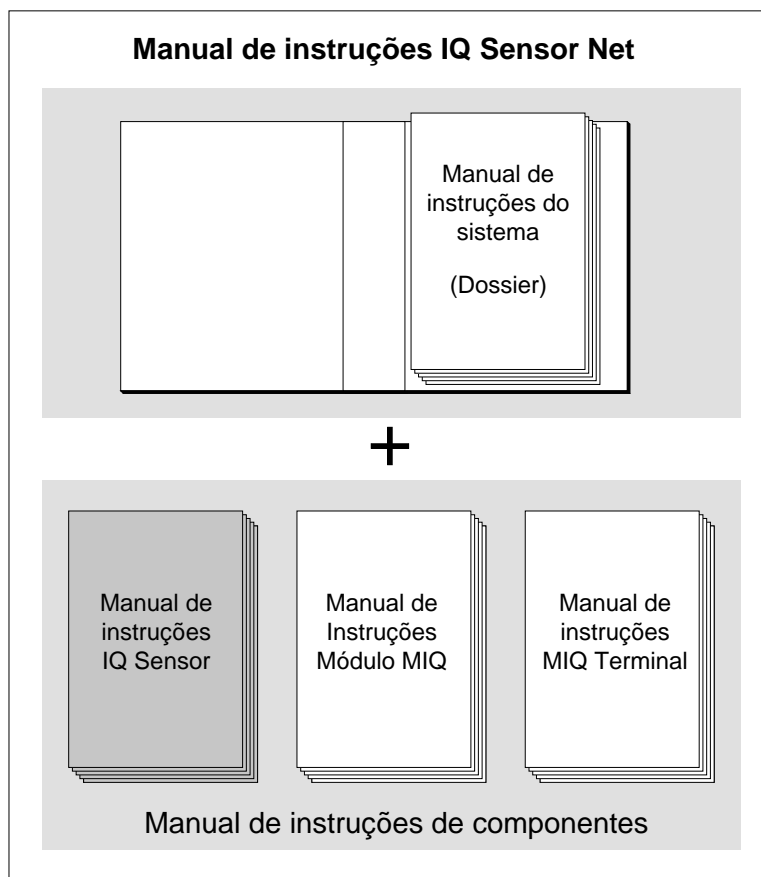 Manual de instruções IQ Sensor Net
Manual de
instruções do
sistema
(Dossier)
+
Manual de
instruções
IQ Sensor
Manual de
Instruções
Módulo MIQ
Manual de
instruções
MIQ Terminal
Manual de instruções de componentes